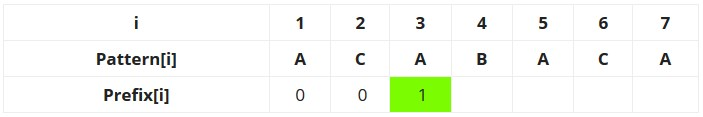 i 1 2 3 4 5 6 7
Pattern[i] A C A B A C A
Prefix[i] 0 0 1